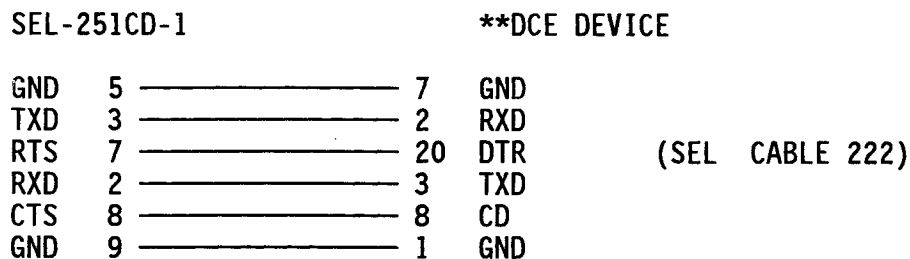 SEL-251CD-1 **DCE DEVICE
GND 5 7 GND
TXD 3 2 RXD
RTS 7 20 DTR (SEL CABLE 222)
RXD 2 3 TXD
CTS 8 8 CD
GND 9 1 GND